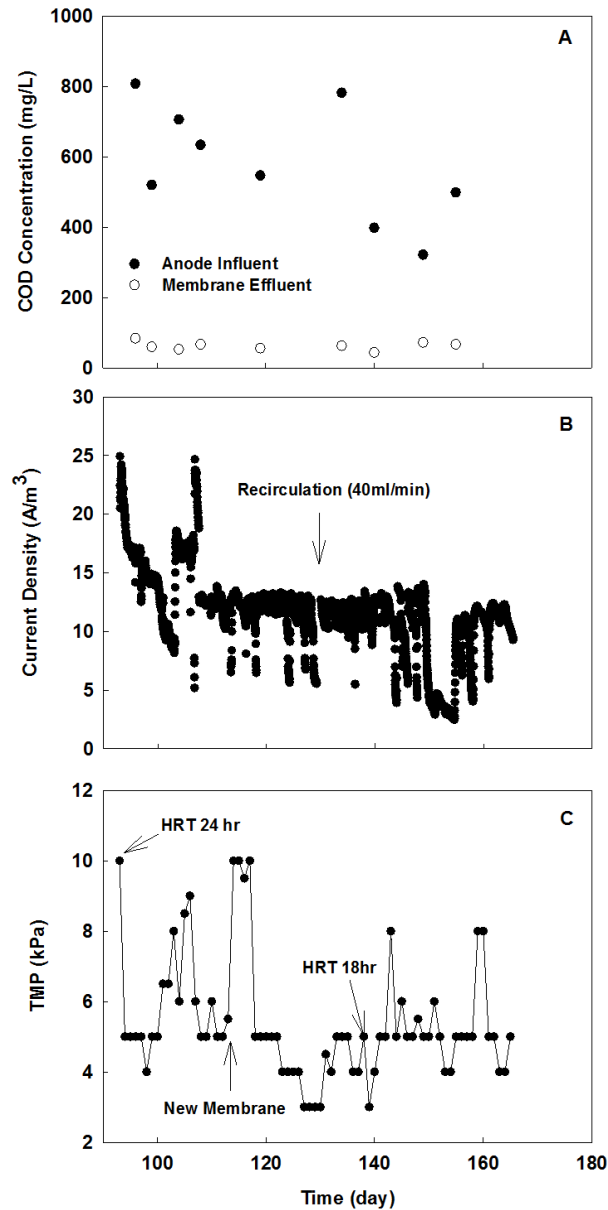 1000
A
800
600
400
200
0
COD Concentration (mg/L)
Anode Influent
Membrane Effluent
30
B
25
20
15
10
5
0
Current Density (A/m³)
Recirculation (40ml/min)
12
C
10
8
6
4
2
TMP (kPa)
HRT 24 hr
HRT 18hr
New Membrane
100 120 140 160 180
Time (day)